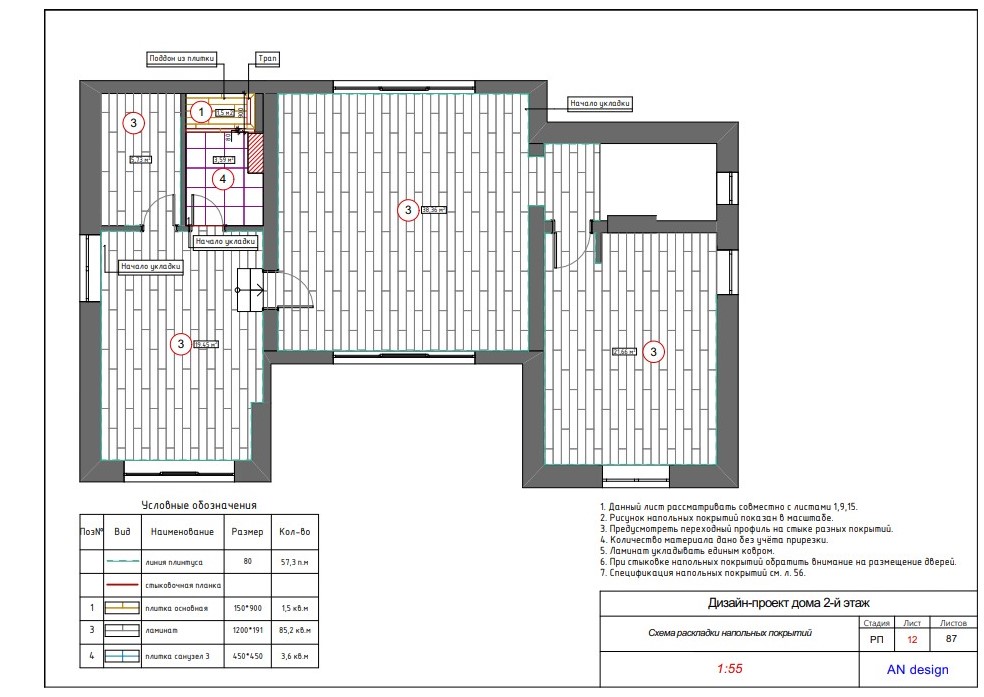 Поддон из плитки
Трап
Начало укладки
3
1
1,5 м2
900
80
5,73 м²
3,59 м²
4
3
38,36 м²
Начало укладки
Начало укладки
3
19,45 м²
21,66 м²
3
Условные обозначения
Поз№ Вид Наименование Размер Кол-во
линия плинтуса 80 57,3 п.м
стыковочная планка
1 плитка основная 150*900 1,5 кв.м
3 ламинат 1200*191 85,2 кв.м
4 плитка санузел 3 450*450 3,6 кв.м
1. Данный лист рассматривать совместно с листами 1,9,15.
2. Рисунок напольных покрытий показан в масштабе.
3. Предусмотреть переходный профиль на стыке разных покрытий.
4. Количество материала дано без учёта прирезки.
5. Ламинат укладывать единым ковром.
6. При стыковке напольных покрытий обратить внимание на размещение дверей.
7. Спецификация напольных покрытий см. л. 56.
Дизайн-проект дома 2-й этаж
Схема раскладки напольных покрытий
Стадия Лист Листов
РП 12 87
1:55
AN design